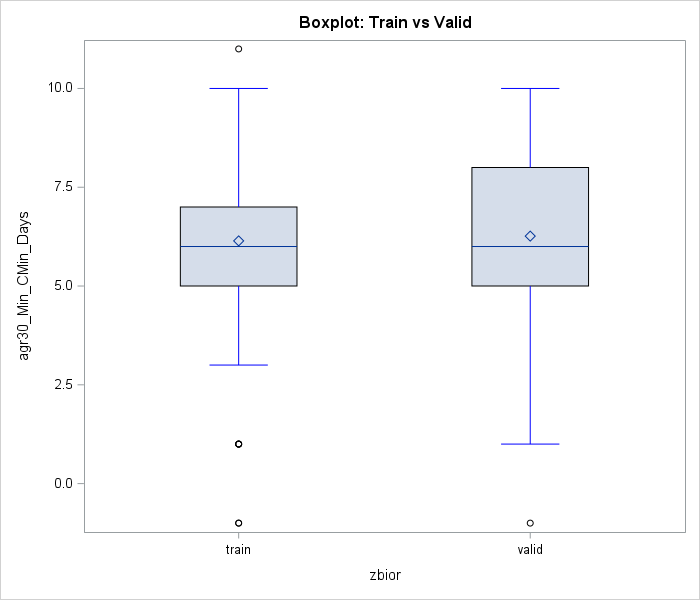 Boxplot: Train vs Valid
10.0
7.5
5.0
2.5
0.0
agr30_Min_CMin_Days
train
valid
zbior